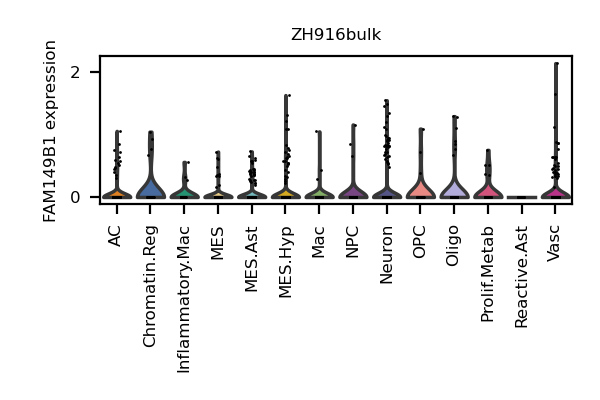 ZH916bulk
FAM149B1 expression
2
0
AC
Chromatin.Reg
Inflammatory.Mac
MES
MES.Ast
MES.Hyp
Mac
NPC
Neuron
OPC
Oligo
Prolif.Metab
Reactive.Ast
Vasc